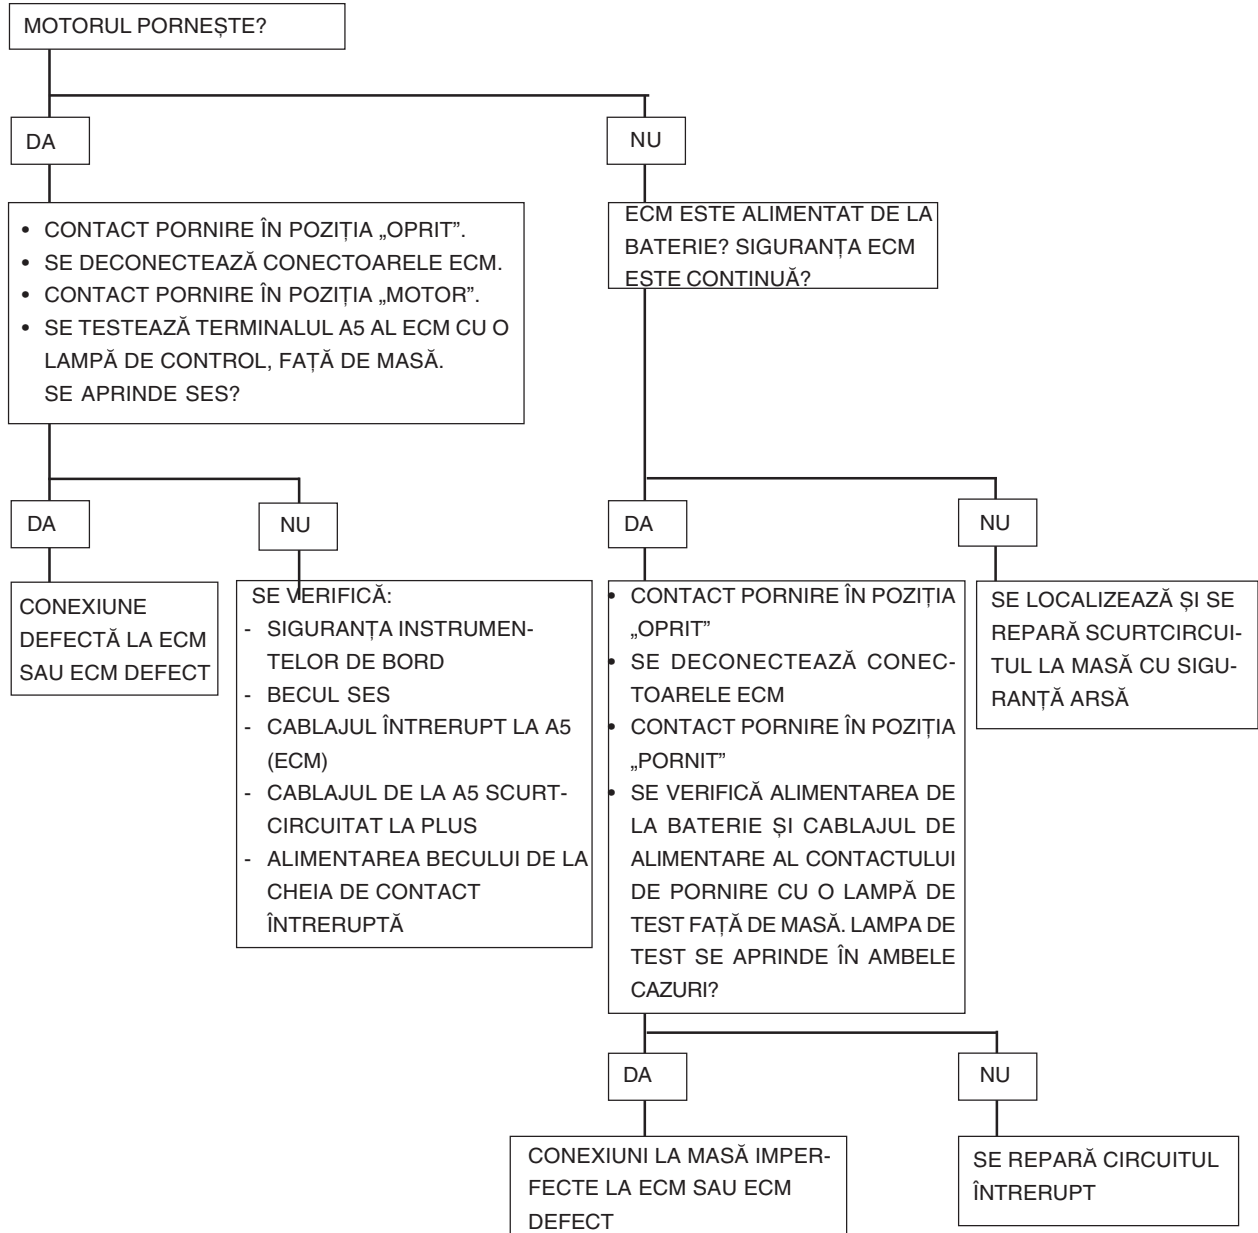 MOTORUL PORNEȘTE?
DA
NU
• CONTACT PORNIRE ÎN POZIȚIA „OPRIT”.
• SE DECONECTEAZĂ CONECTOARELE ECM.
• CONTACT PORNIRE ÎN POZIȚIA „MOTOR”.
• SE TESTEAZĂ TERMINALUL A5 AL ECM CU O
LAMPĂ DE CONTROL, FAȚĂ DE MASĂ.
SE APRINDE SES?
ECM ESTE ALIMENTAT DE LA
BATERIE? SIGURANȚA ECM
ESTE CONTINUĂ?
DA
NU
DA
NU
CONEXIUNE
DEFECTĂ LA ECM
SAU ECM DEFECT
SE VERIFICĂ:
- SIGURANȚA INSTRUMEN-
TELOR DE BORD
- BECUL SES
- CABLAJUL ÎNTRERUPT LA A5
(ECM)
- CABLAJUL DE LA A5 SCURT-
CIRCUITAT LA PLUS
- ALIMENTAREA BECULUI DE LA
CHEIA DE CONTACT
ÎNTRERUPTĂ
• CONTACT PORNIRE ÎN POZIȚIA
„OPRIT”
• SE DECONECTEAZĂ CONEC-
TOARELE ECM
• CONTACT PORNIRE ÎN POZIȚIA
„PORNIT”
• SE VERIFICĂ ALIMENTAREA DE
LA BATERIE ȘI CABLAJUL DE
ALIMENTARE AL CONTACTULUI
DE PORNIRE CU O LAMPĂ DE
TEST FAȚĂ DE MASĂ. LAMPA DE
TEST SE APRINDE ÎN AMBELE
CAZURI?
SE LOCALIZEAZĂ ȘI SE
REPARĂ SCURTCIRCUI-
TUL LA MASĂ CU SIGU-
RANȚĂ ARSĂ
DA
NU
CONEXIUNI LA MASĂ IMPER-
FECTE LA ECM SAU ECM
DEFECT
SE REPARĂ CIRCUITUL
ÎNTRERUPT